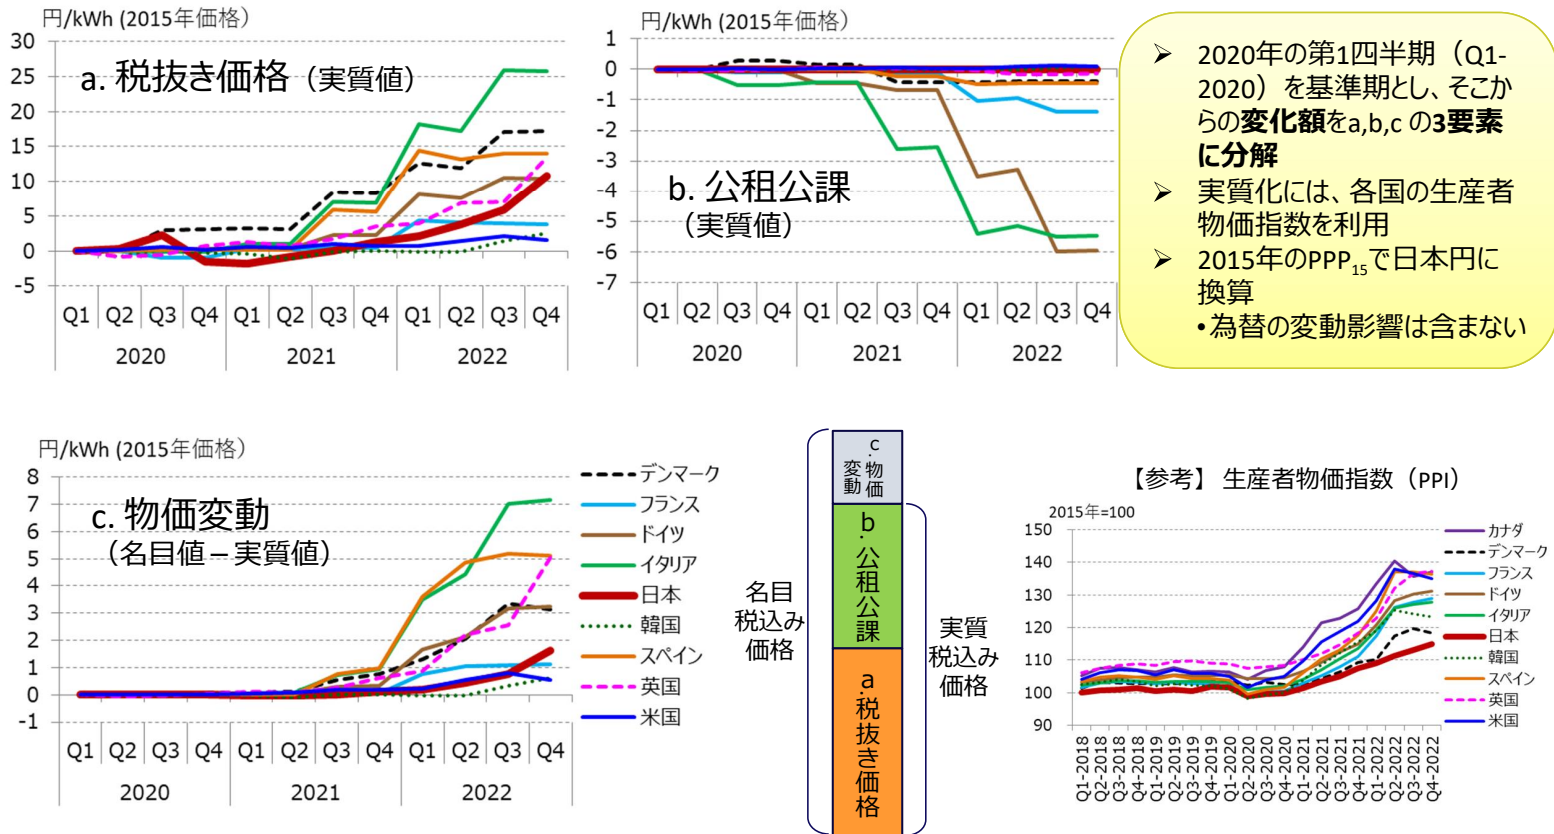 円/kWh (2015年価格)
30
25
20
15
10
5
0
-5
a. 税抜き価格（実質値）
Q1 Q2 Q3 Q4 Q1 Q2 Q3 Q4 Q1 Q2 Q3 Q4
2020 2021 2022
円/kWh (2015年価格)
1
0
-1
-2
-3
-4
-5
-6
-7
b. 公租公課
（実質値）
Q1 Q2 Q3 Q4 Q1 Q2 Q3 Q4 Q1 Q2 Q3 Q4
2020 2021 2022
➢ 2020年の第1四半期（Q1-
2020）を基準期とし、そこか
らの変化額をa,b,c の3要素
に分解
➢ 実質化には、各国の生産者
物価指数を利用
➢ 2015年のPPP15で日本円に
換算
•為替の変動影響は含まない
円/kWh (2015年価格)
8
7
6
5
4
3
2
1
0
-1
c. 物価変動
（名目値 – 実質値）
Q1 Q2 Q3 Q4 Q1 Q2 Q3 Q4 Q1 Q2 Q3 Q4
2020 2021 2022
デンマーク
フランス
ドイツ
イタリア
日本
韓国
スペイン
英国
米国
名目
税込み
価格
c.物価
変動
b.公租公課
a.税抜き価格
実質
税込み
価格
【参考】 生産者物価指数（PPI）
2015年=100
150
140
130
120
110
100
90
Q1-2018
Q2-2018
Q3-2018
Q4-2018
Q1-2019
Q2-2019
Q3-2019
Q4-2019
Q1-2020
Q2-2020
Q3-2020
Q4-2020
Q1-2021
Q2-2021
Q3-2021
Q4-2021
Q1-2022
Q2-2022
Q3-2022
Q4-2022
カナダ
デンマーク
フランス
ドイツ
イタリア
日本
韓国
スペイン
英国
米国